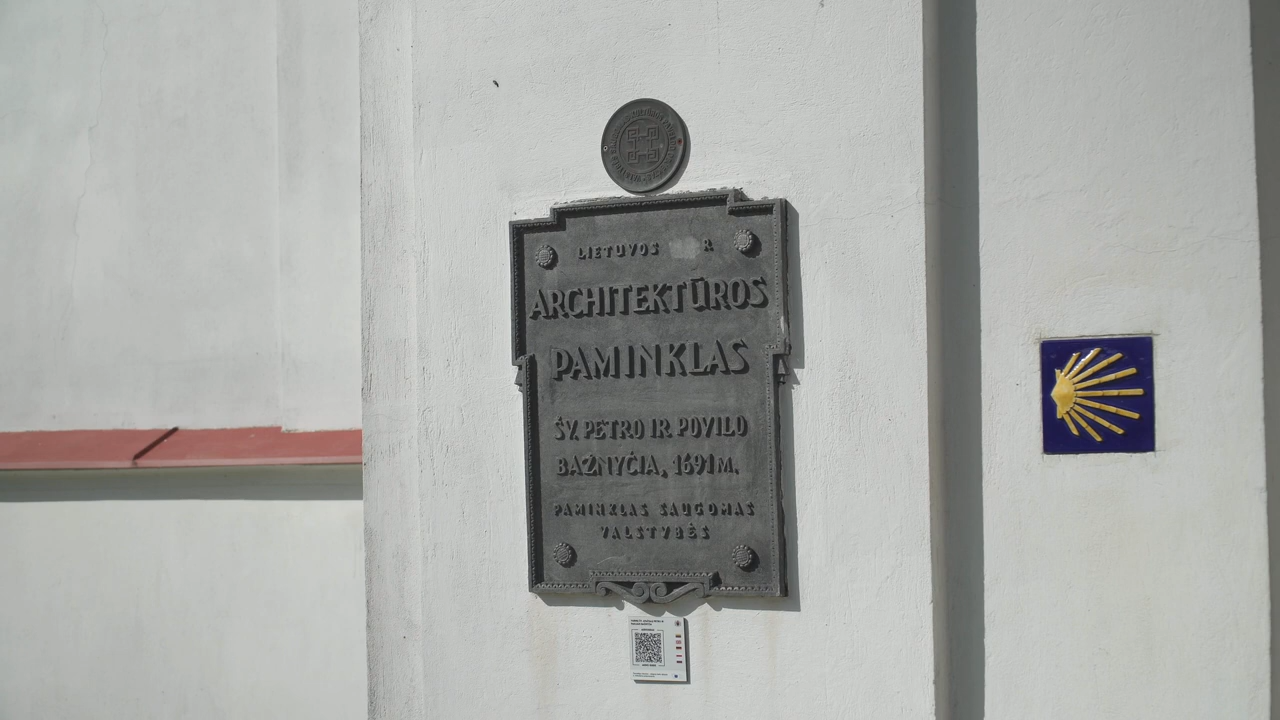 LIETUVOS R
ARCHITEKTŪROS
PAMINKLAS
ŠV. PETRO IR POVILO
BAŽNYČIA, 1691 M.
PAMINKLAS SAUGOMAS
VALSTYBĖS